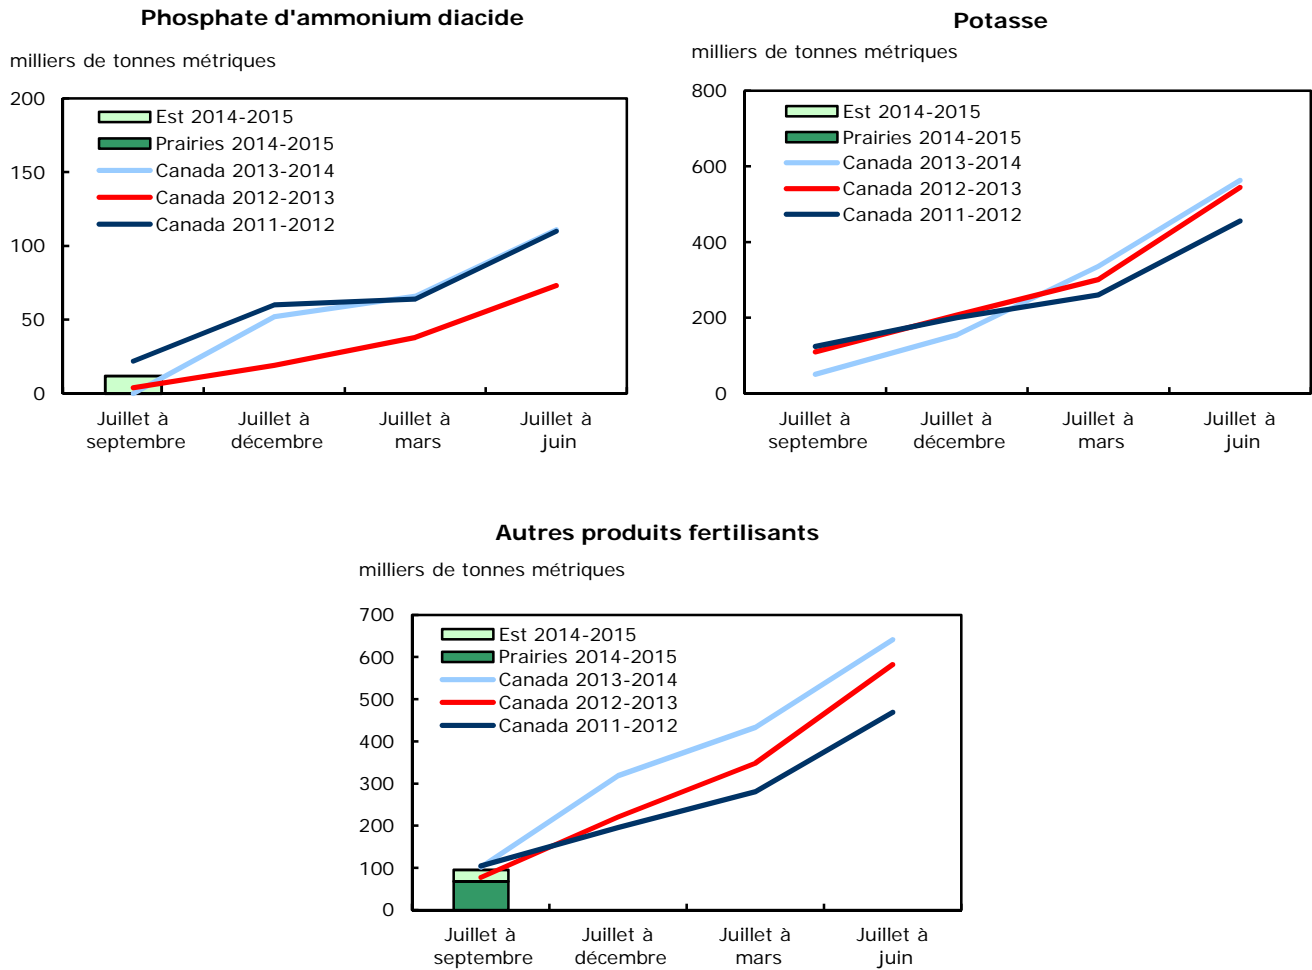 Phosphate d'ammonium diacide
milliers de tonnes métriques
200
150
100
50
0
Est 2014-2015
Prairies 2014-2015
Canada 2013-2014
Canada 2012-2013
Canada 2011-2012
Juillet à
septembre
Juillet à
décembre
Juillet à
mars
Juillet à
juin
Potasse
milliers de tonnes métriques
800
600
400
200
0
Est 2014-2015
Prairies 2014-2015
Canada 2013-2014
Canada 2012-2013
Canada 2011-2012
Juillet à
septembre
Juillet à
décembre
Juillet à
mars
Juillet à
juin
Autres produits fertilisants
milliers de tonnes métriques
700
600
500
400
300
200
100
0
Est 2014-2015
Prairies 2014-2015
Canada 2013-2014
Canada 2012-2013
Canada 2011-2012
Juillet à
septembre
Juillet à
décembre
Juillet à
mars
Juillet à
juin